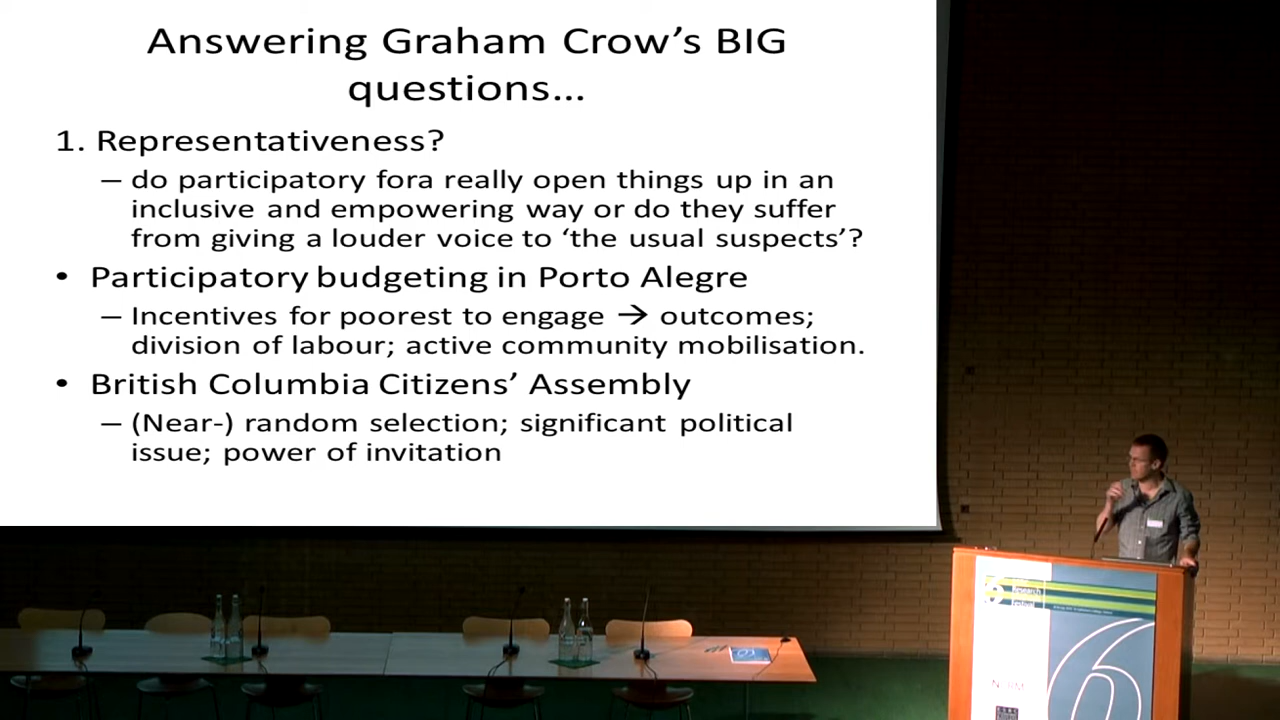 Answering Graham Crow's BIG
questions...
1. Representativeness?
– do participatory fora really open things up in an
inclusive and empowering way or do they suffer
from giving a louder voice to ‘the usual suspects’?
• Participatory budgeting in Porto Alegre
– Incentives for poorest to engage → outcomes;
division of labour; active community mobilisation.
• British Columbia Citizens’ Assembly
– (Near-) random selection; significant political
issue; power of invitation
Research
Festival
6